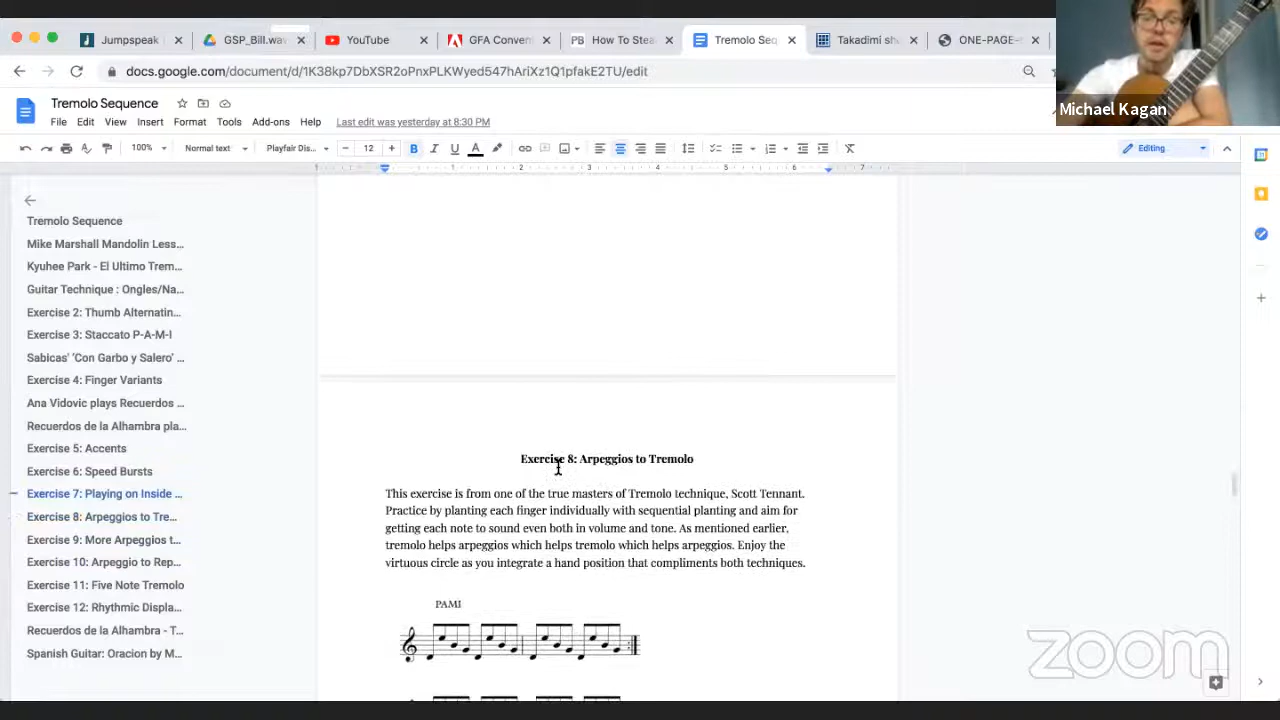 Jumpspeak
GSP_Bill.wav
YouTube
GFA Conven
PB How To Stea
Tremolo Seq
Takadimi sh
ONE-PAGE-
docs.google.com/document/d/1K38kp7DbXSR2oPnxPLKWyed547hAriXz1Q1pfakE2TU/edit
Michael Kagan
Tremolo Sequence
File Edit View Insert Format Tools Add-ons Help Last edit was yesterday at 8:30 PM
100% Normal text Playfair Dis... 12 B I U A Editing
1 1 2 3 4 5 6 7
Tremolo Sequence
Mike Marshall Mandolin Less...
Kyuhee Park - El Ultimo Trem...
Guitar Technique : Ongles/Na...
Exercise 2: Thumb Alternatin...
Exercise 3: Staccato P-A-M-I
Sabicas' 'Con Garbo y Salero' ...
Exercise 4: Finger Variants
Ana Vidovic plays Recuerdos ...
Recuerdos de la Alhambra pla...
Exercise 5: Accents
Exercise 6: Speed Bursts
Exercise 7: Playing on Inside ...
Exercise 8: Arpeggios to Tre...
Exercise 9: More Arpeggios t...
Exercise 10: Arpeggio to Rep...
Exercise 11: Five Note Tremolo
Exercise 12: Rhythmic Displa...
Recuerdos de la Alhambra - T...
Spanish Guitar: Oracion by M...
Exercise 8: Arpeggios to Tremolo
This exercise is from one of the true masters of Tremolo technique, Scott Tennant.
Practice by planting each finger individually with sequential planting and aim for
getting each note to sound even both in volume and tone. As mentioned earlier,
tremolo helps arpeggios which helps tremolo which helps arpeggios. Enjoy the
virtuous circle as you integrate a hand position that compliments both techniques.
PAMI
zoom